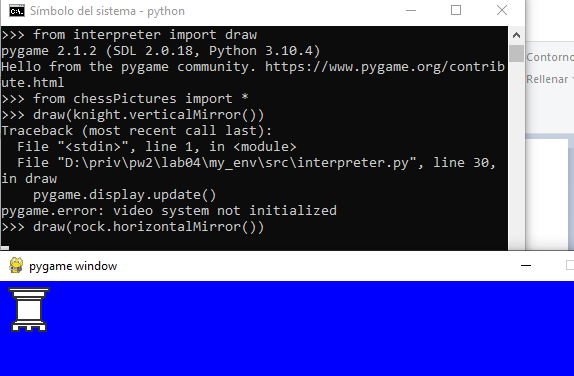 Símbolo del sistema - python
>>> from interpreter import draw
pygame 2.1.2 (SDL 2.0.18, Python 3.10.4)
Hello from the pygame community. https://www.pygame.org/contrib
ute.html
>>> from chessPictures import *
>>> draw(knight.verticalMirror())
Traceback (most recent call last):
  File "<stdin>", line 1, in <module>
  File "D:\priv\pw2\lab04\my_env\src\interpreter.py", line 30,
in draw
    pygame.display.update()
pygame.error: video system not initialized
>>> draw(rock.horizontalMirror())
Contorno
Rellenar
pygame window